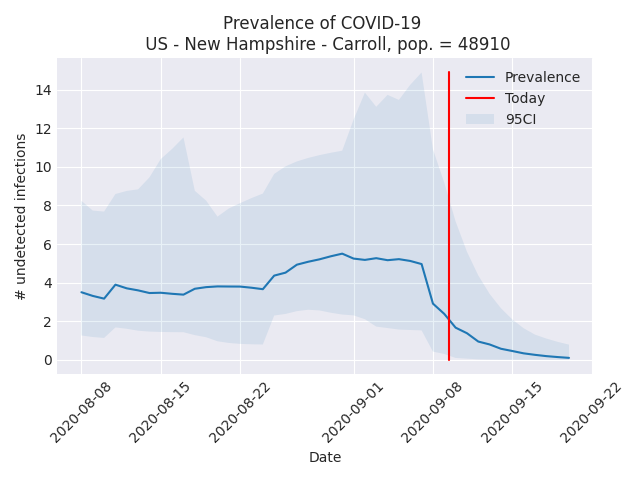 Prevalence of COVID-19
US - New Hampshire - Carroll, pop. = 48910
# undetected infections
14
12
10
8
6
4
2
0
Prevalence
Today
95CI
2020-08-08
2020-08-15
2020-08-22
2020-09-01
2020-09-08
2020-09-15
2020-09-22
Date